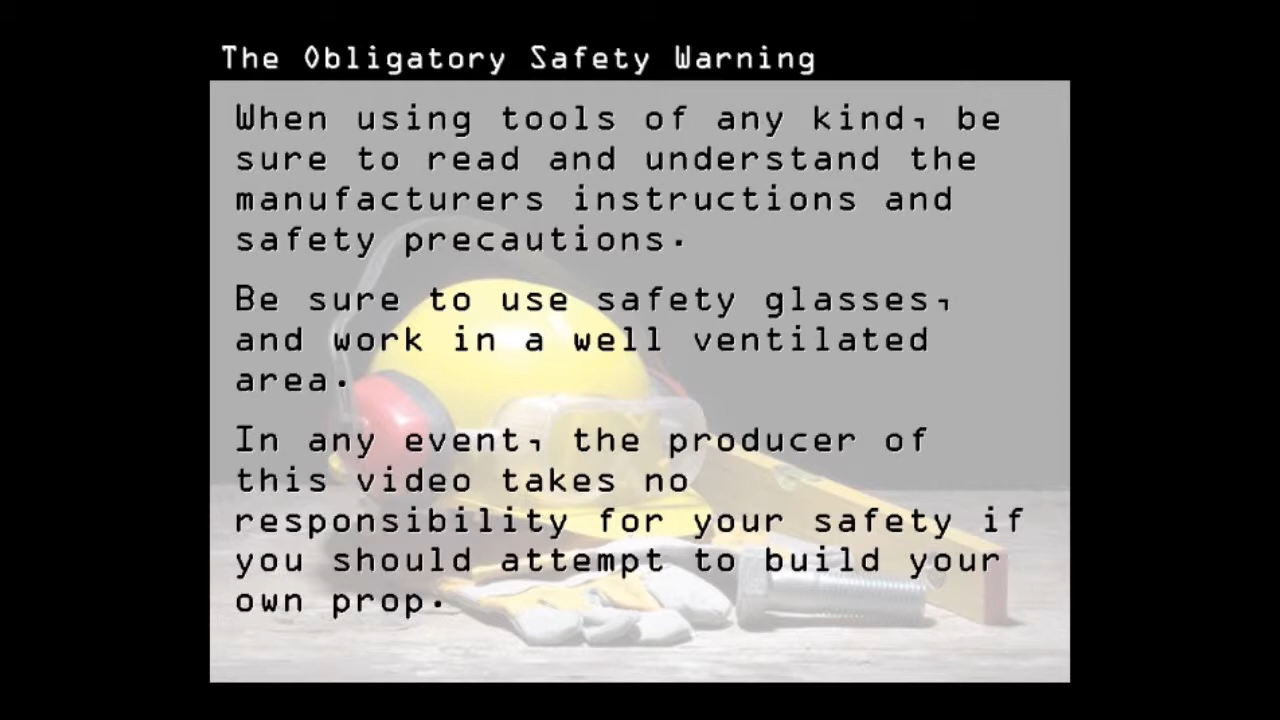 The Obligatory Safety Warning
When using tools of any kind, be
sure to read and understand the
manufacturers instructions and
safety precautions.
Be sure to use safety glasses,
and work in a well ventilated
area.
In any event, the producer of
this video takes no
responsibility for your safety if
you should attempt to build your
own prop.